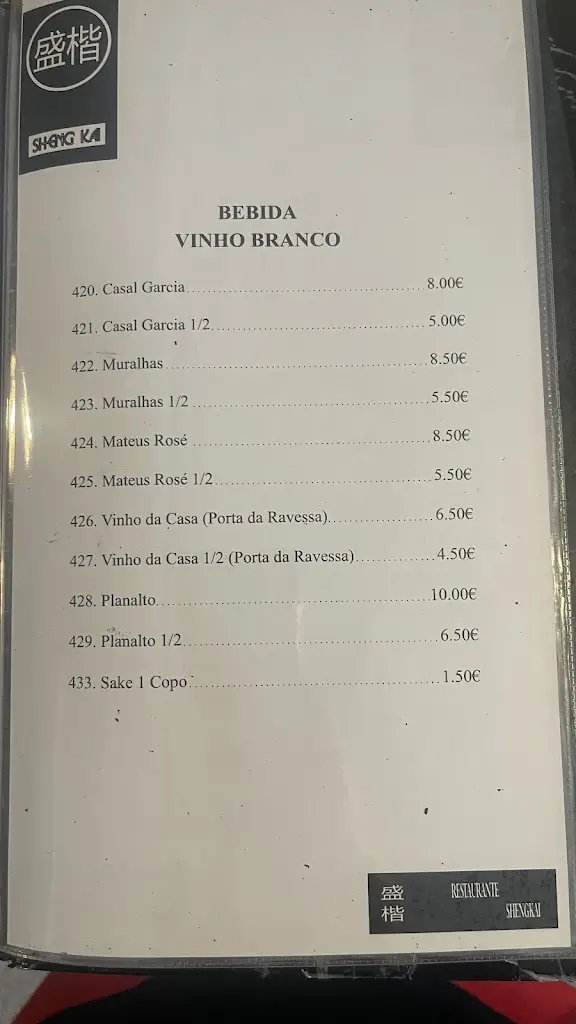 盛楷
SHENG KAI
BEBIDA
VINHO BRANCO
420. Casal Garcia 8.00€
421. Casal Garcia 1/2 5.00€
422. Muralhas 8.50€
423. Muralhas 1/2 5.50€
424. Mateus Rosé 8.50€
425. Mateus Rosé 1/2 5.50€
426. Vinho da Casa (Porta da Ravessa) 6.50€
427. Vinho da Casa 1/2 (Porta da Ravessa) 4.50€
428. Planalto 10.00€
429. Planalto 1/2 6.50€
433. Sake 1 Copo 1.50€
盛楷
RESTAURANTE
SHENGKAI